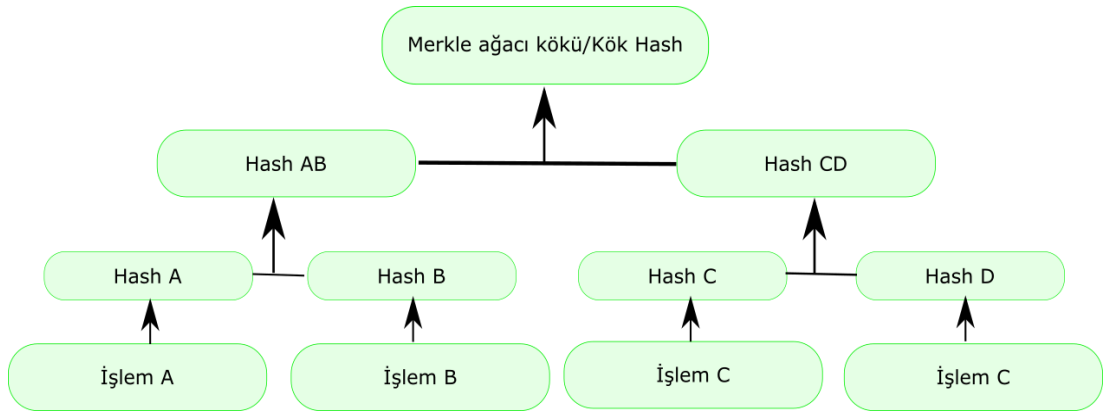 Merkle ağacı kökü/Kök Hash
Hash AB
Hash CD
Hash A
Hash B
Hash C
Hash D
İşlem A
İşlem B
İşlem C
İşlem C